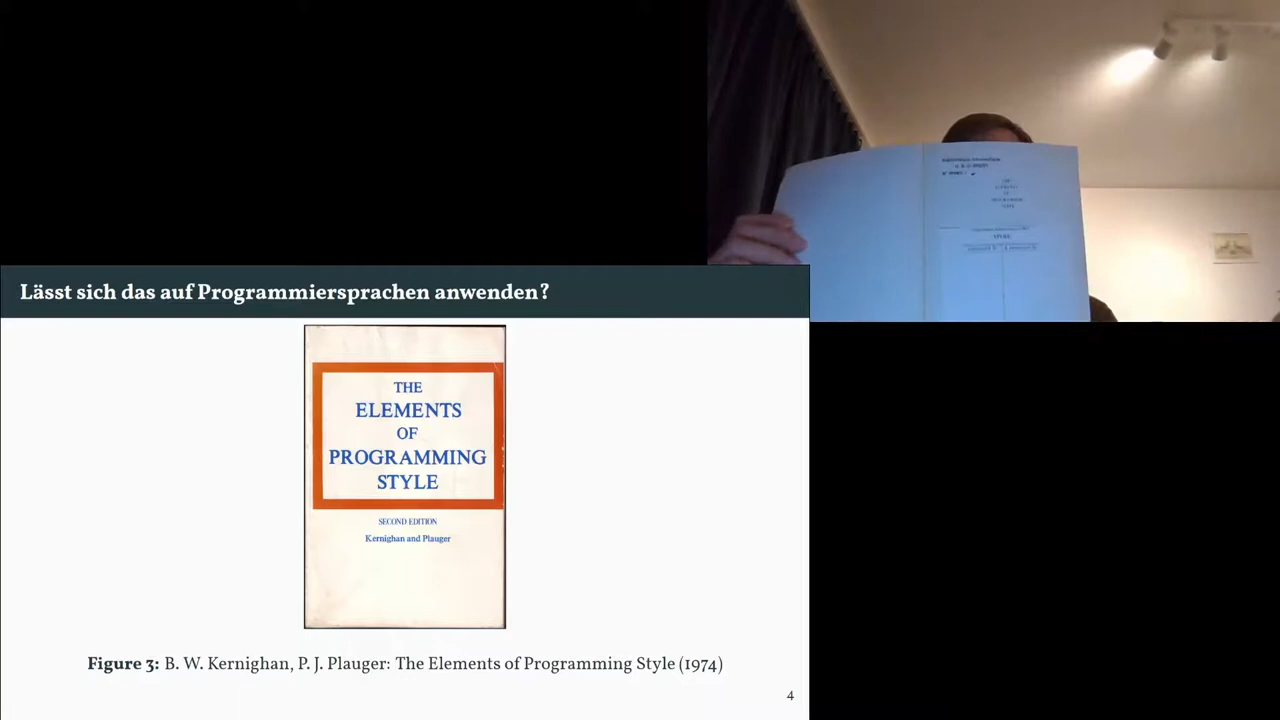 Lässt sich das auf Programmiersprachen anwenden?
THE
ELEMENTS
OF
PROGRAMMING
STYLE
SECOND EDITION
Kernighan and Plauger
Figure 3: B. W. Kernighan, P. J. Plauger: The Elements of Programming Style (1974)
4